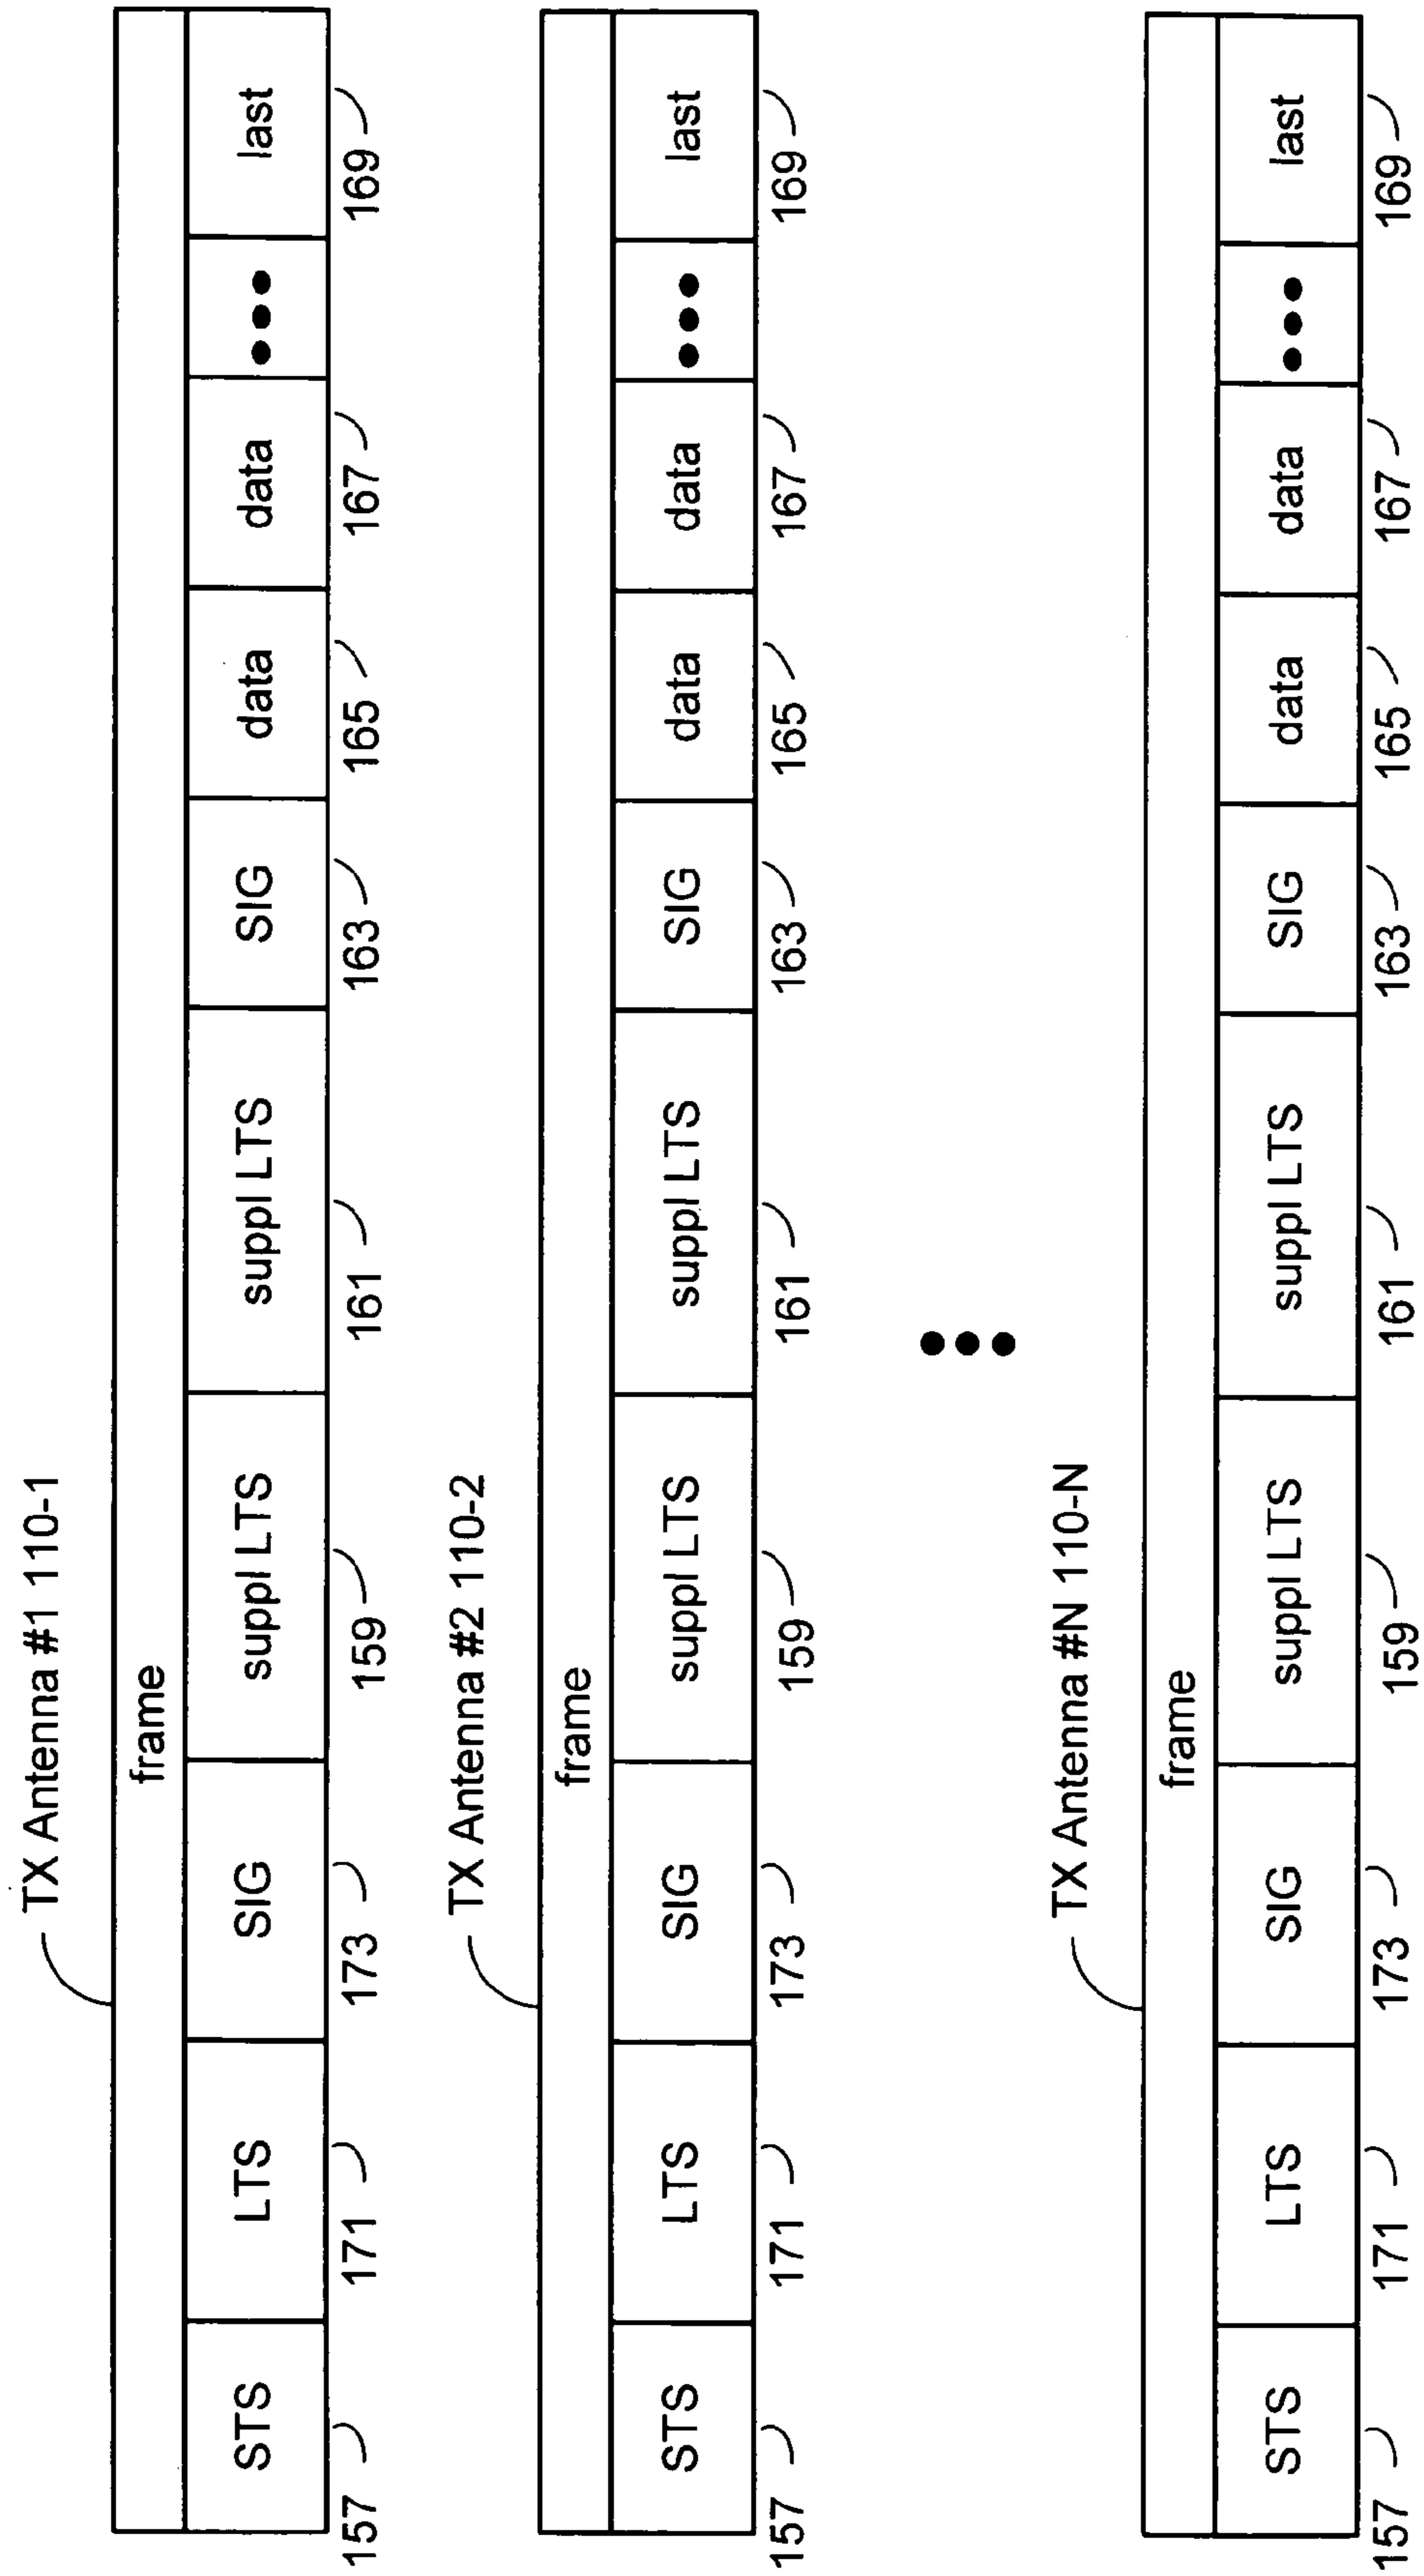 TX Antenna #1 110-1
frame
STS LTS SIG suppl LTS suppl LTS SIG data data ••• last
157 171 173 159 161 163 165 167 169
TX Antenna #2 110-2
frame
STS LTS SIG suppl LTS suppl LTS SIG data data ••• last
157 171 173 159 161 163 165 167 169
•••
TX Antenna #N 110-N
frame
STS LTS SIG suppl LTS suppl LTS SIG data data ••• last
157 171 173 159 161 163 165 167 169